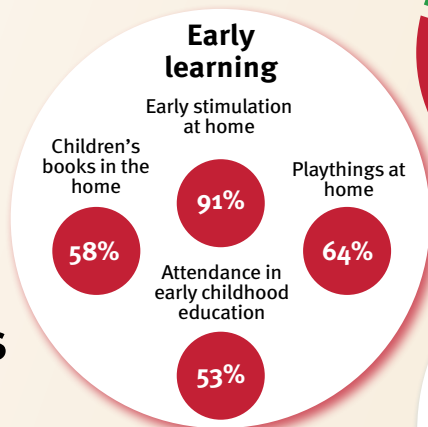 Early
learning
Early stimulation
at home
91%
Children's
books in the
home
58%
Playthings at
home
64%
Attendance in
early childhood
education
53%
s